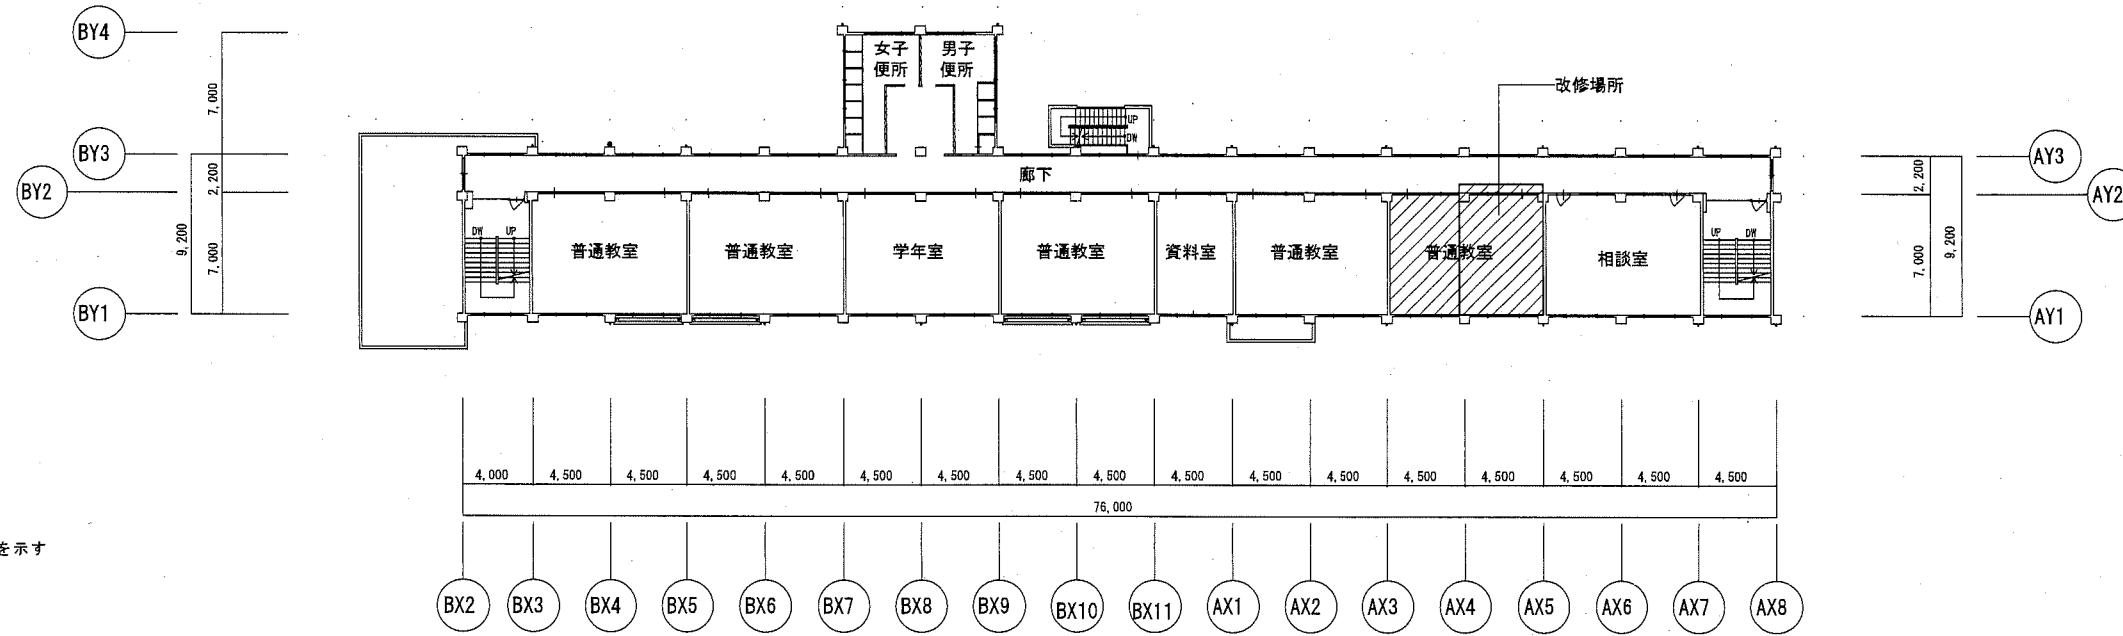 BY4
女子
便所
男子
便所
改修場所
7,000
UP
DW
BY3
AY3
BY2
2,200
9,200
7,000
廊下
2,200
AY2
9,200
7,000
DW UP
普通教室
普通教室
学年室
普通教室
資料室
普通教室
普通教室
相談室
UP DW
BY1
AY1
4,000 4,500 4,500 4,500 4,500 4,500 4,500 4,500 4,500 4,500 4,500 4,500 4,500 4,500 4,500 4,500 4,500
76,000
を示す
BX2 BX3 BX4 BX5 BX6 BX7 BX8 BX9 BX10 BX11 AX1 AX2 AX3 AX4 AX5 AX6 AX7 AX8